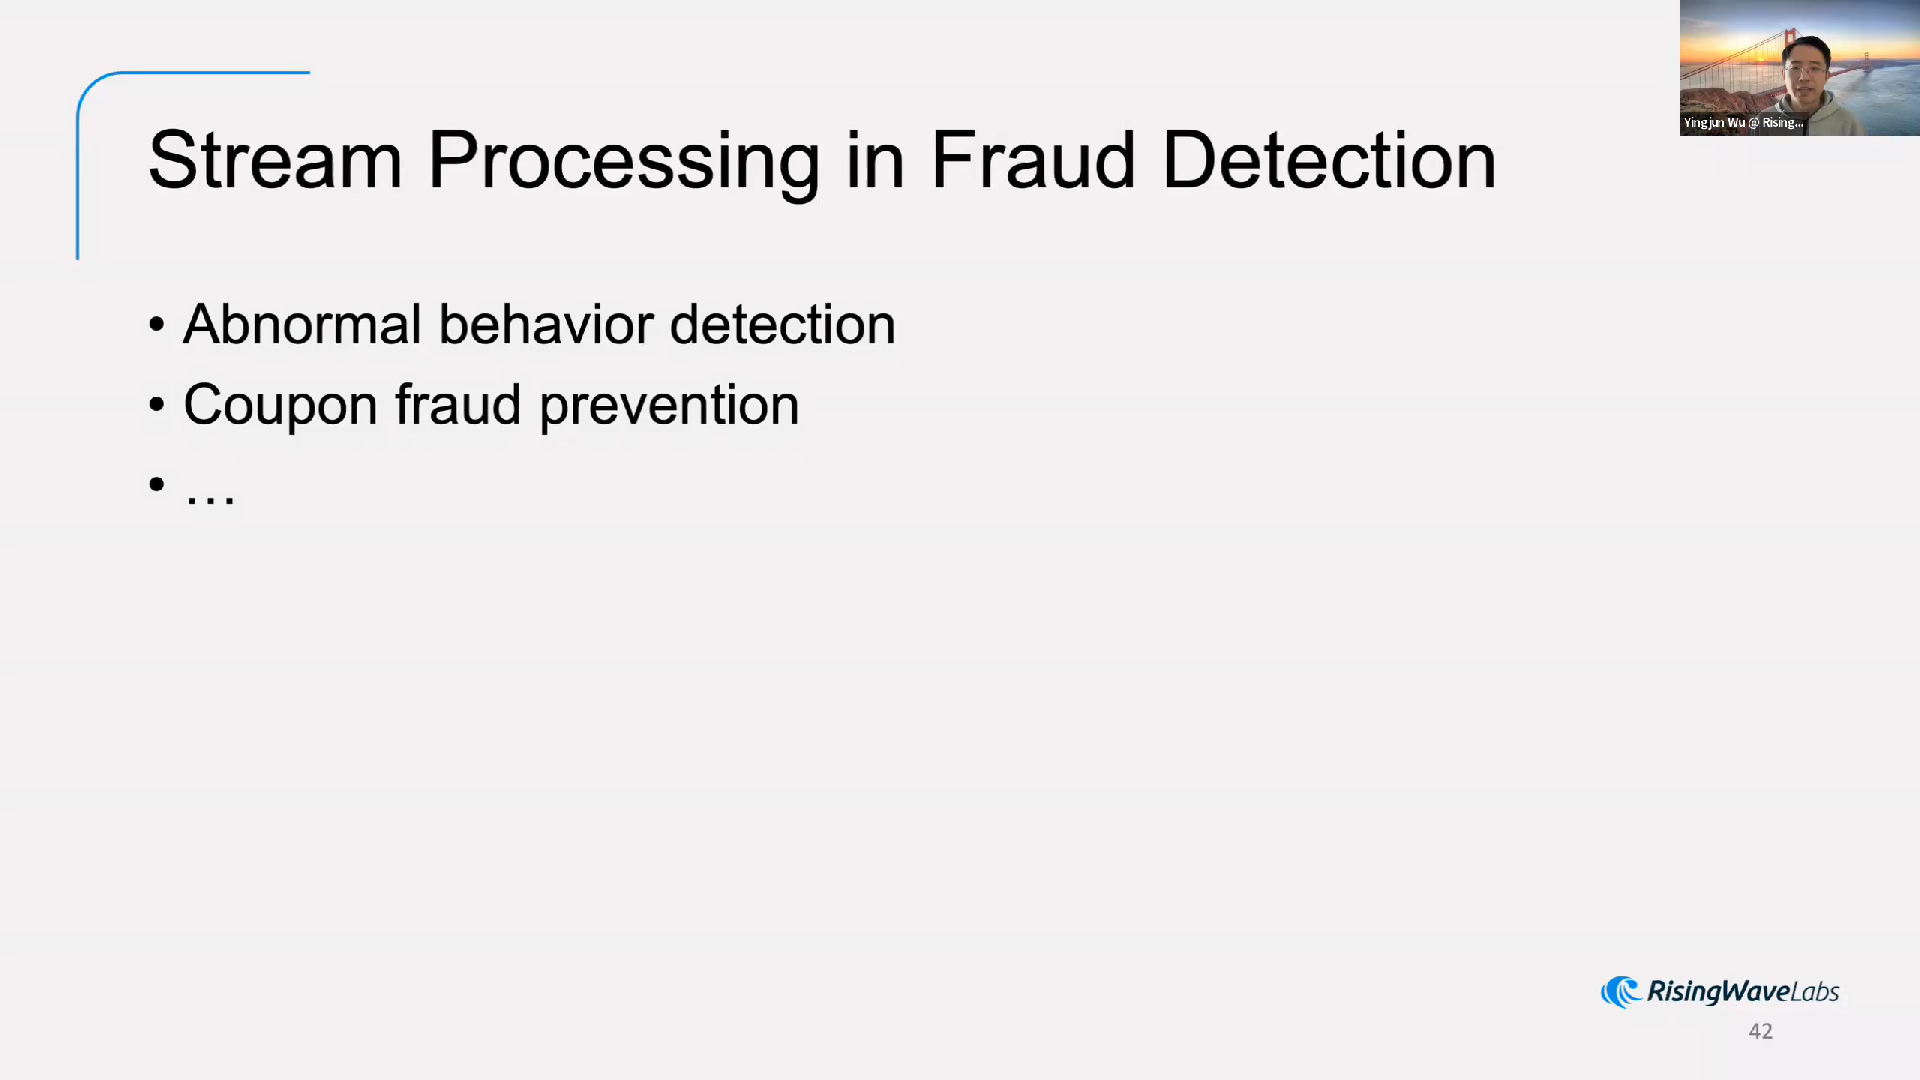 Yingjun Wu @ Rising...
Stream Processing in Fraud Detection
• Abnormal behavior detection
• Coupon fraud prevention
• …
RisingWaveLabs
42